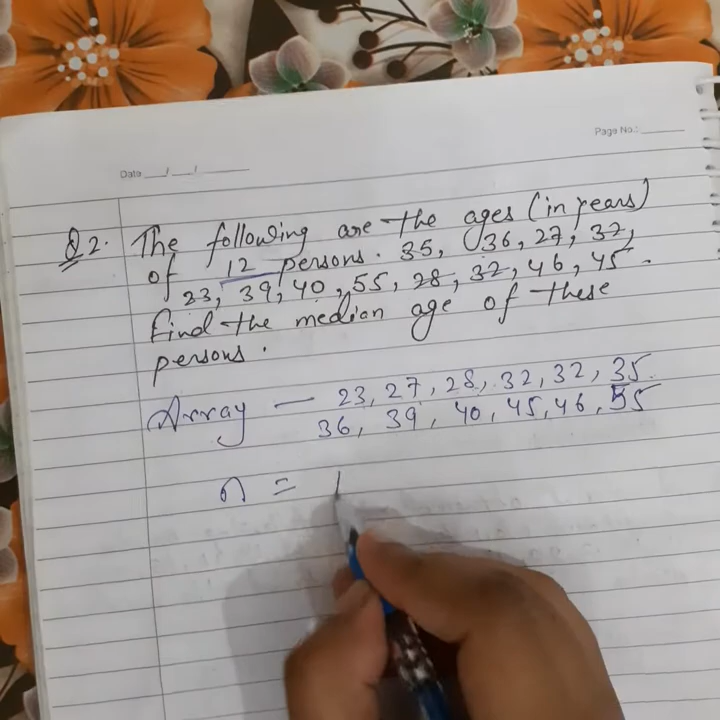 Page No.:
Date / /
Q2. The following are the ages (in years)
of 12 persons. 35, 36, 27, 32,
23, 39, 40, 55, 28, 32, 46, 45.
find the median age of these
persons.
Array — 23, 27, 28, 32, 32, 35
36, 39, 40, 45, 46, 55
n = 1